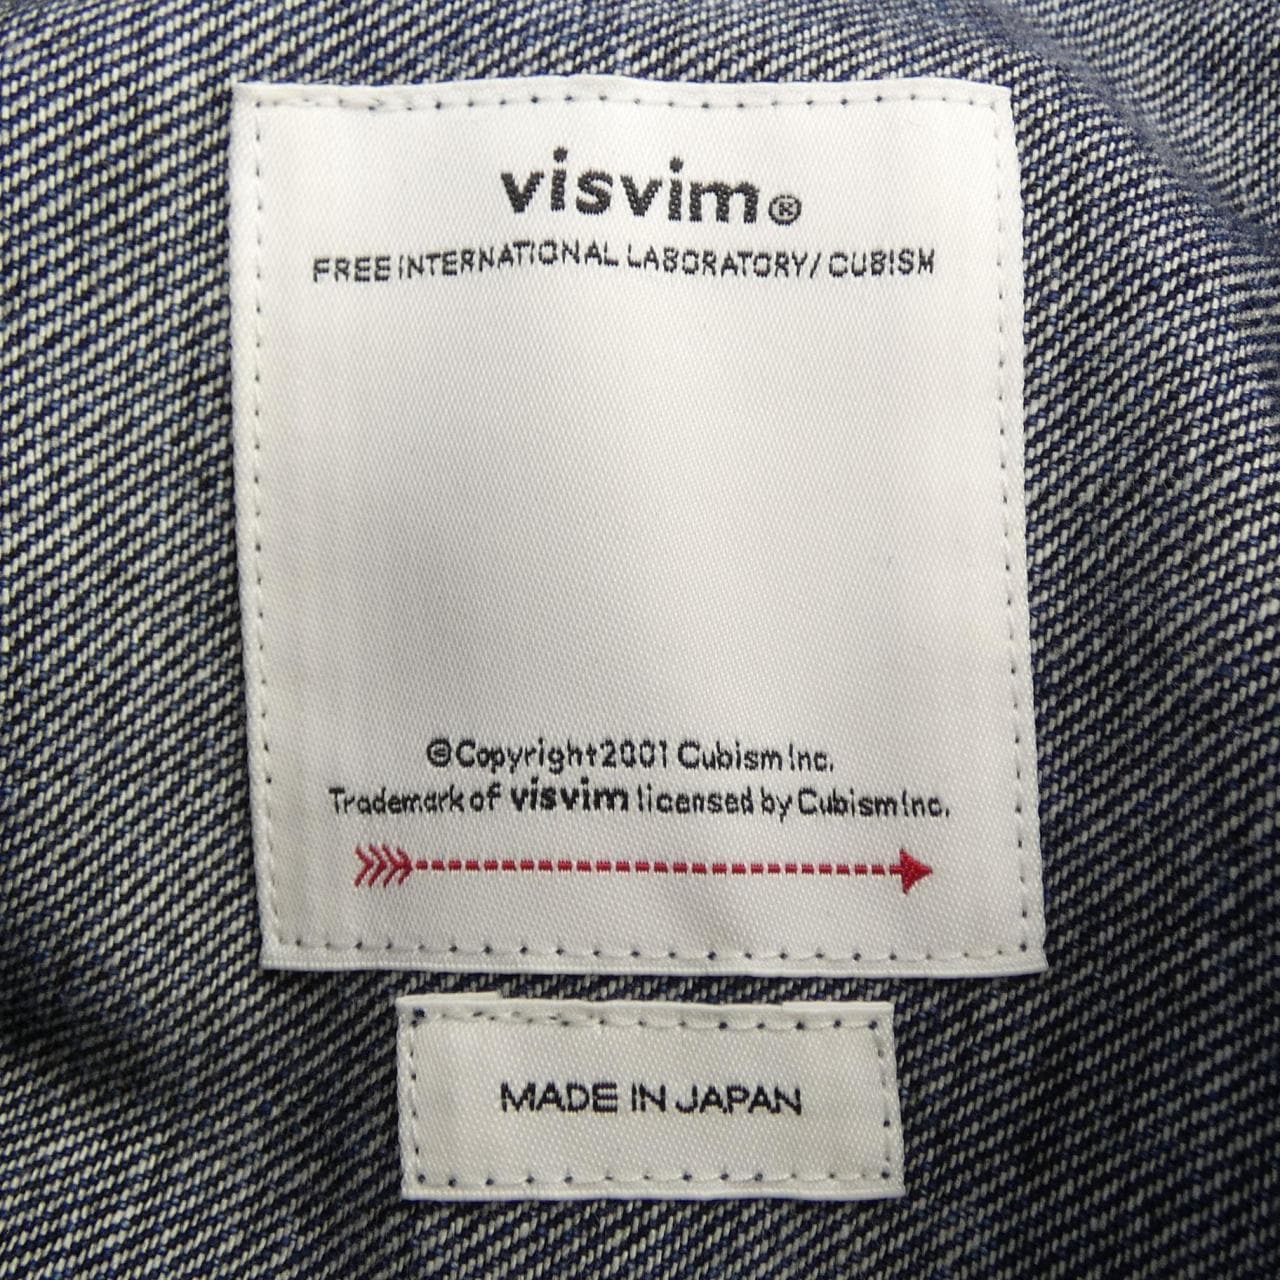 visvim®
FREE INTERNATIONAL LABORATORY/CUBISM
©Copyright2001 Cubism Inc.
Trademark of visvim licensed by Cubism Inc.
MADE IN JAPAN